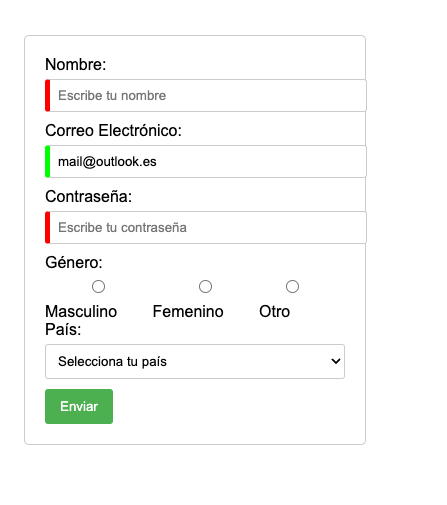 Nombre:
Escribe tu nombre
Correo Electrónico:
mail@outlook.es
Contraseña:
Escribe tu contraseña
Género:
Masculino Femenino Otro
País:
Selecciona tu país
Enviar